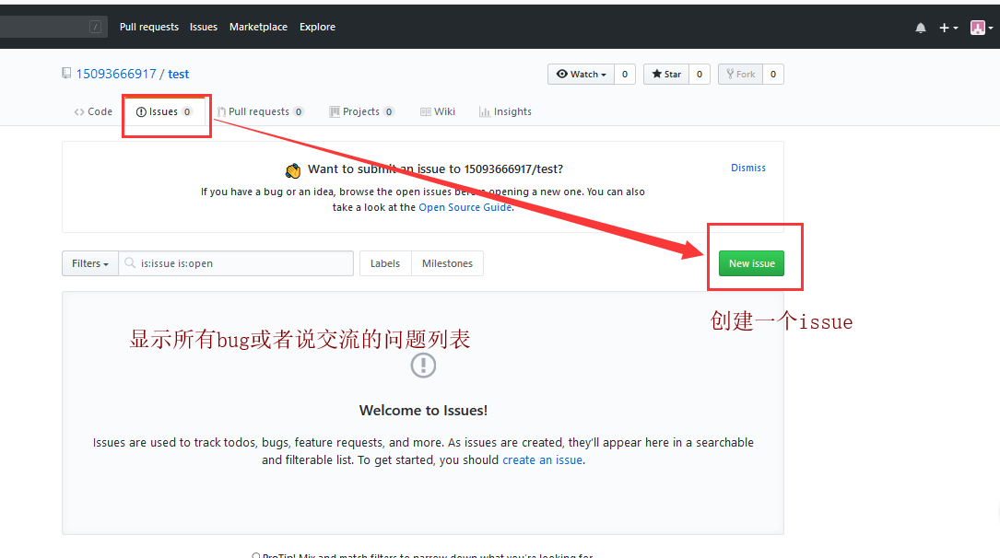 / Pull requests Issues Marketplace Explore
15093666917 / test
Watch 0 Star 0 Fork 0
Code Issues 0 Pull requests 0 Projects 0 Wiki Insights
Want to submit an issue to 15093666917/test?
Dismiss
If you have a bug or an idea, browse the open issues before opening a new one. You can also
take a look at the Open Source Guide.
Filters is:issue is:open Labels Milestones New issue
创建一个issue
显示所有bug或者说交流的问题列表
Welcome to Issues!
Issues are used to track todos, bugs, feature requests, and more. As issues are created, they’ll appear here in a searchable
and filterable list. To get started, you should create an issue.
ProTip! Mix and match filters to narrow down what you’re looking for.